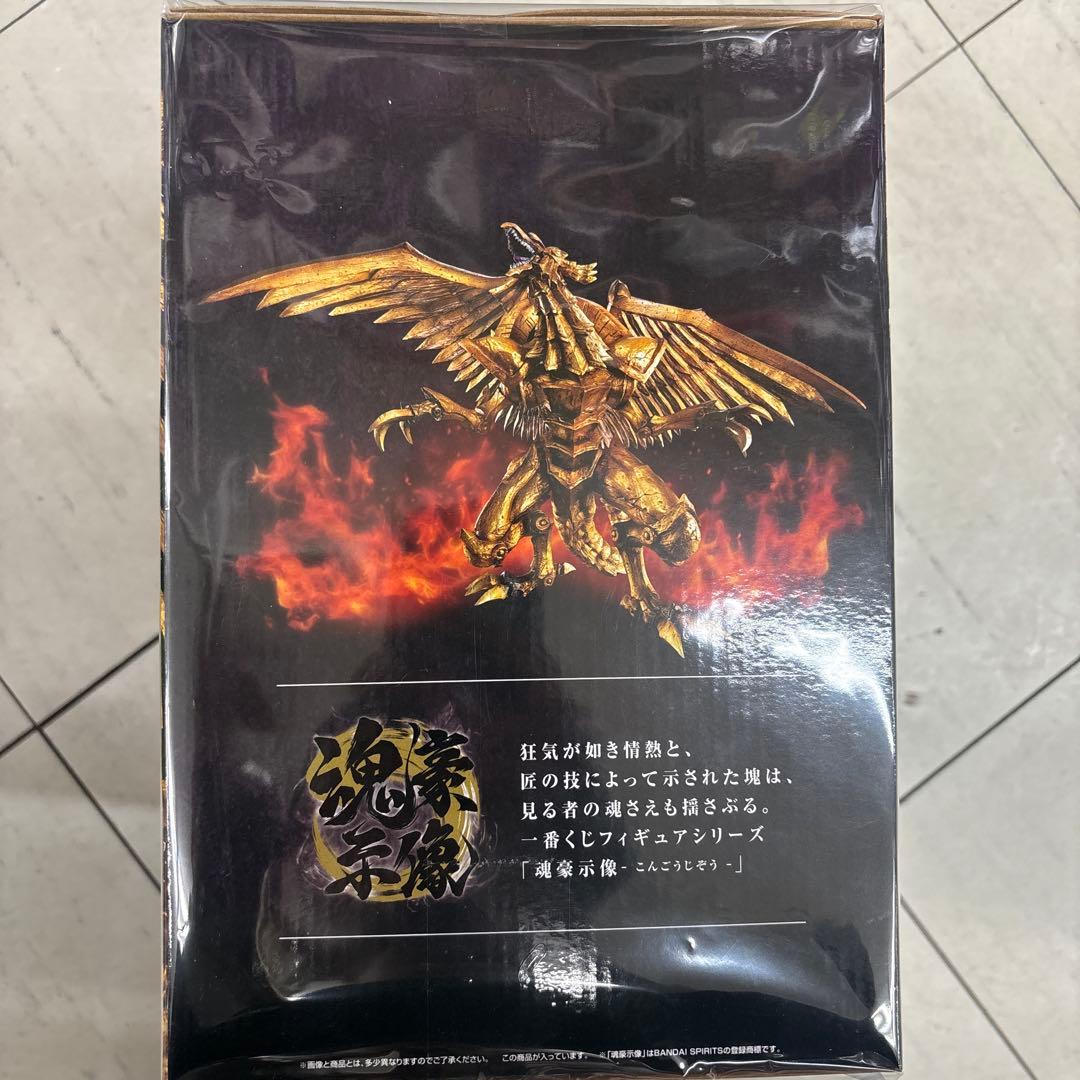 魂豪
示像
狂気が如き情熱と、
匠の技によって示された塊は、
見る者の魂さえも揺さぶる。
一番くじフィギュアシリーズ
「魂豪示像- こんごうじぞう -」
※画像と商品とは、多少異なりますのでご了承ください。 この商品が入っています。 ※「魂豪示像」はBANDAI SPIRITSの登録商標です。